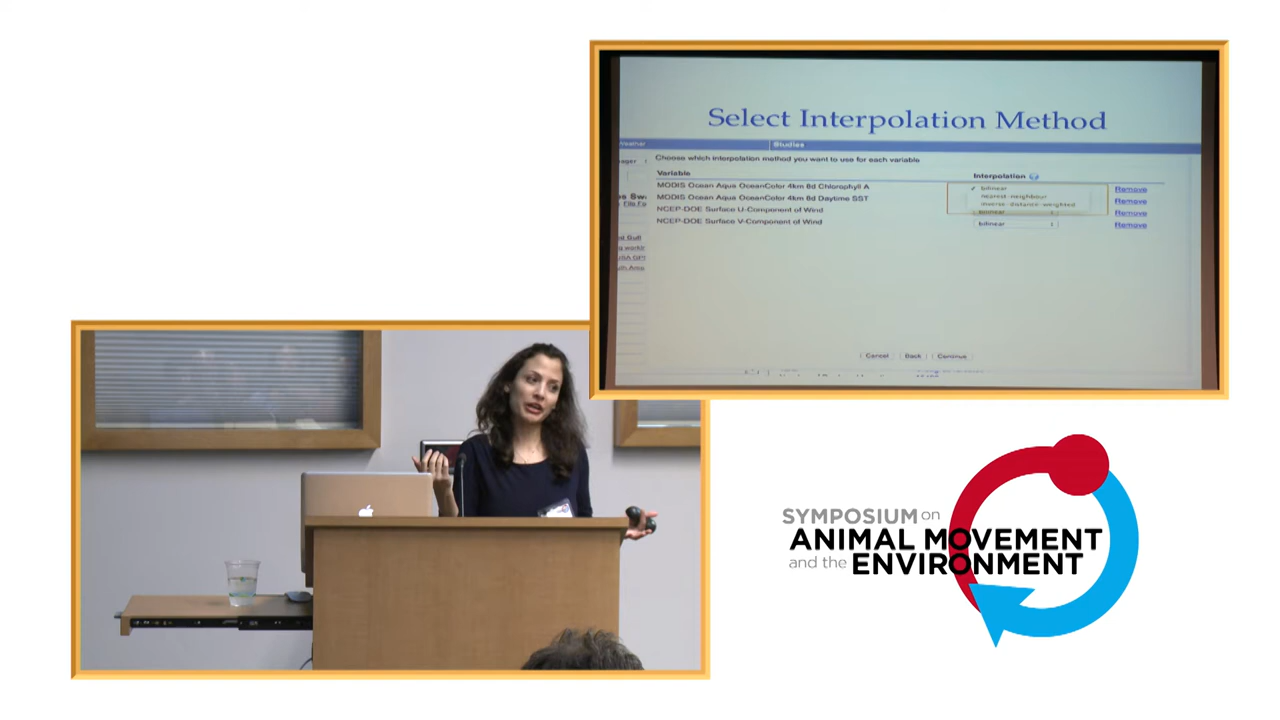 Select Interpolation Method
Weather
Studies
Choose which interpolation method you want to use for each variable
Variable
Interpolation
MODIS Ocean Aqua OceanColor 4km 8d Chlorophyll A
bilinear
Remove
nearest-neighbour
MODIS Ocean Aqua OceanColor 4km 8d Daytime SST
inverse-distance-weighted
Remove
NCEP-DOE Surface U-Component of Wind
bilinear
Remove
NCEP-DOE Surface V-Component of Wind
bilinear
Remove
Cancel
Back
Continue
SYMPOSIUM on
ANIMAL MOVEMENT
and the ENVIRONMENT